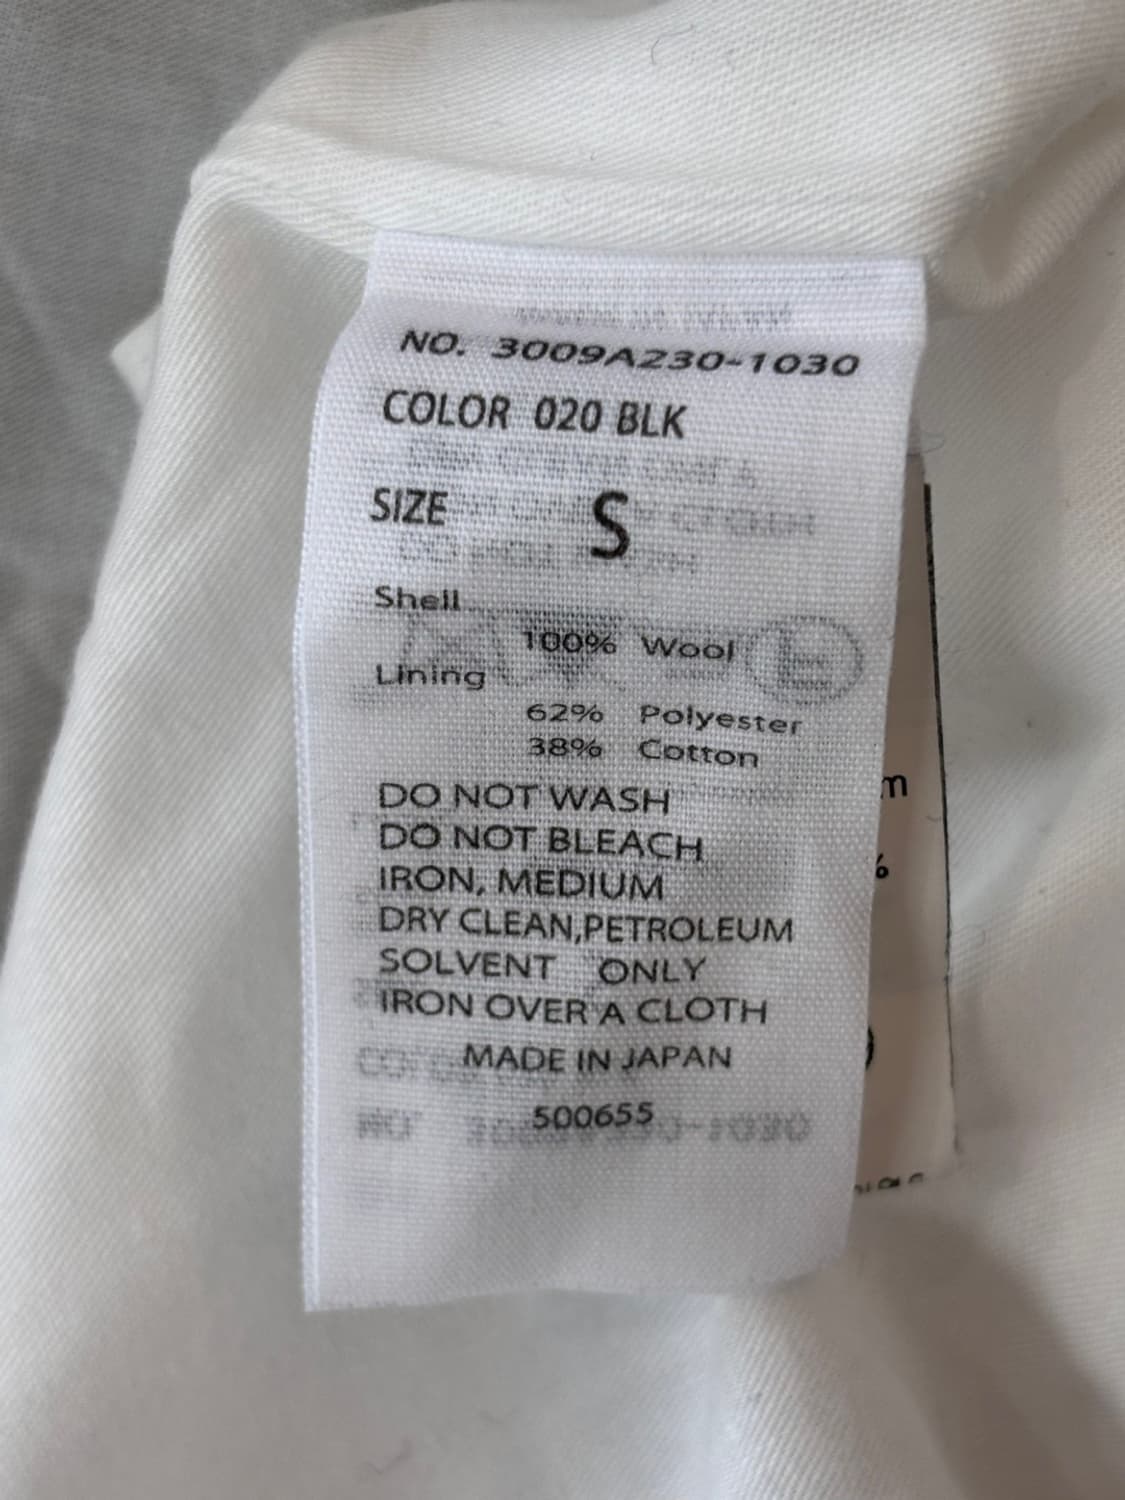 NO. 3009A230-1030
COLOR 020 BLK
SIZE S
Shell
100% Wool
Lining
62% Polyester
38% Cotton
DO NOT WASH
DO NOT BLEACH
IRON, MEDIUM
DRY CLEAN,PETROLEUM
SOLVENT ONLY
IRON OVER A CLOTH
MADE IN JAPAN
500655
m
%